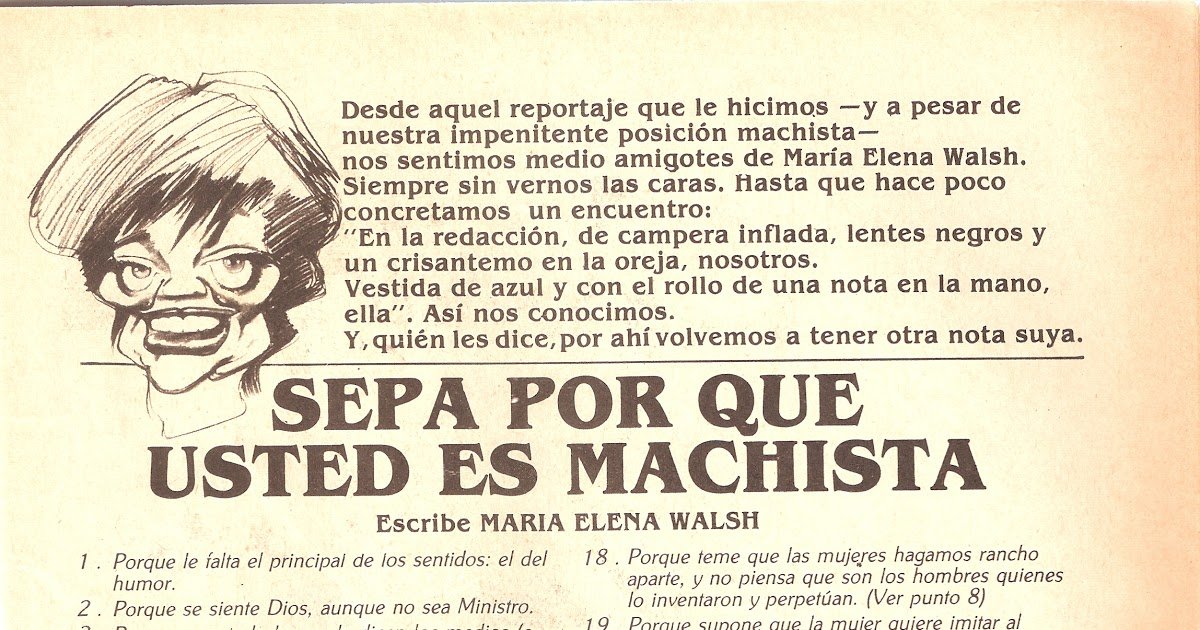 Desde aquel reportaje que le hicimos —y a pesar de
nuestra impenitente posición machista—
nos sentimos medio amigotes de María Elena Walsh.
Siempre sin vernos las caras. Hasta que hace poco
concretamos un encuentro:
"En la redacción, de campera inflada, lentes negros y
un crisantemo en la oreja, nosotros.
Vestida de azul y con el rollo de una nota en la mano,
ella". Así nos conocimos.
Y, quién les dice, por ahí volvemos a tener otra nota suya.
SEPA POR QUE
USTED ES MACHISTA
Escribe MARIA ELENA WALSH
1 . Porque le falta el principal de los sentidos: el del
humor.
2 . Porque se siente Dios, aunque no sea Ministro.
18 . Porque teme que las mujeres hagamos rancho
aparte, y no piensa que son los hombres quienes
lo inventaron y perpetúan. (Ver punto 8)
19 . Porque supone que la mujer quiere imitar al